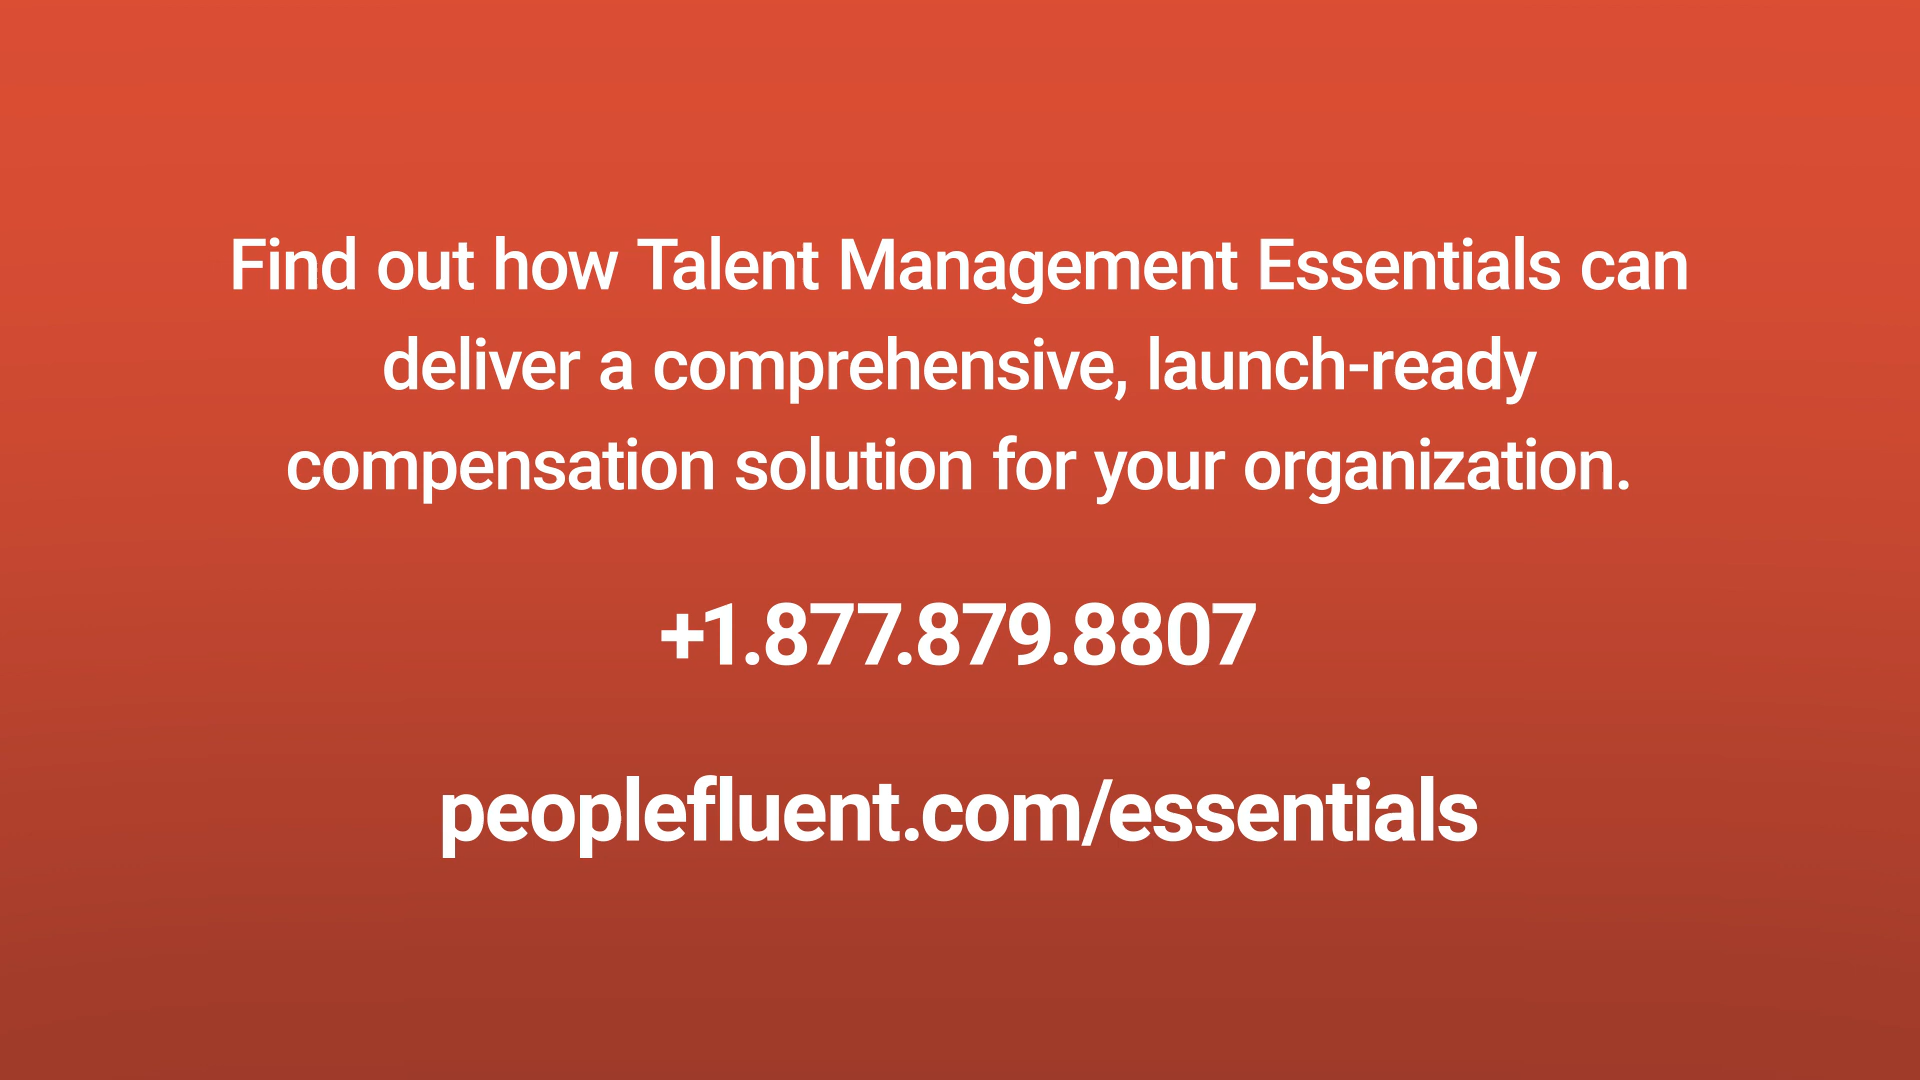 Find out how Talent Management Essentials can
deliver a comprehensive, launch-ready
compensation solution for your organization.
+1.877.879.8807
peoplefluent.com/essentials